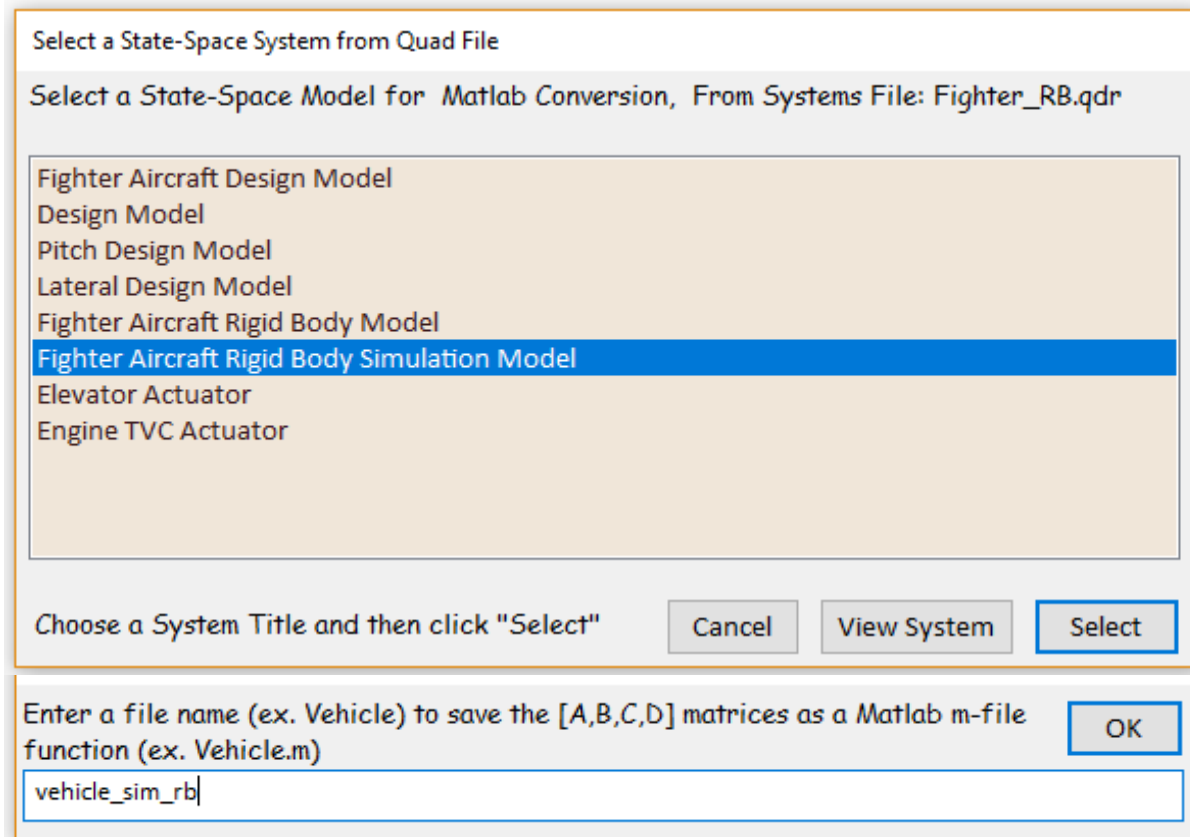 Select a State-Space System from Quad File
Select a State-Space Model for Matlab Conversion, From Systems File: Fighter_RB.qdr
Fighter Aircraft Design Model
Design Model
Pitch Design Model
Lateral Design Model
Fighter Aircraft Rigid Body Model
Fighter Aircraft Rigid Body Simulation Model
Elevator Actuator
Engine TVC Actuator
Choose a System Title and then click "Select"
Cancel
View System
Select
Enter a file name (ex. Vehicle) to save the [A,B,C,D] matrices as a Matlab m-file
function (ex. Vehicle.m)
OK
vehicle_sim_rb